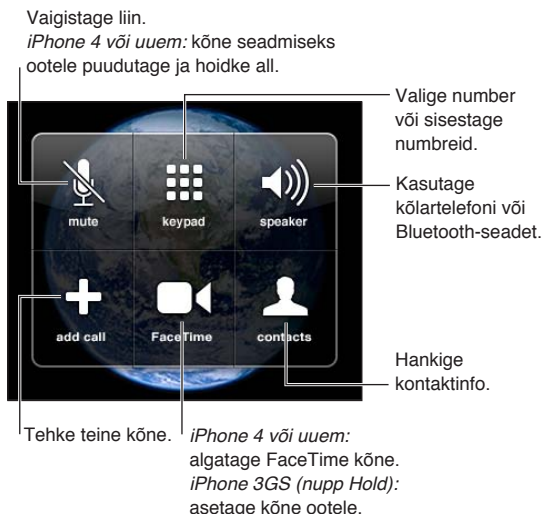 Vaigistage liin.
iPhone 4 või uuem: kõne seadmiseks
ootele puudutage ja hoidke all.
Valige number
või sisestage
numbreid.
Kasutage
kõlartelefoni või
Bluetooth-seadet.
mute
keypad
speaker
add call
FaceTime
contacts
Hankige
kontaktinfo.
Tehke teine kõne.
iPhone 4 või uuem:
algatage FaceTime kõne.
iPhone 3GS (nupp Hold):
asetage kõne ootele.